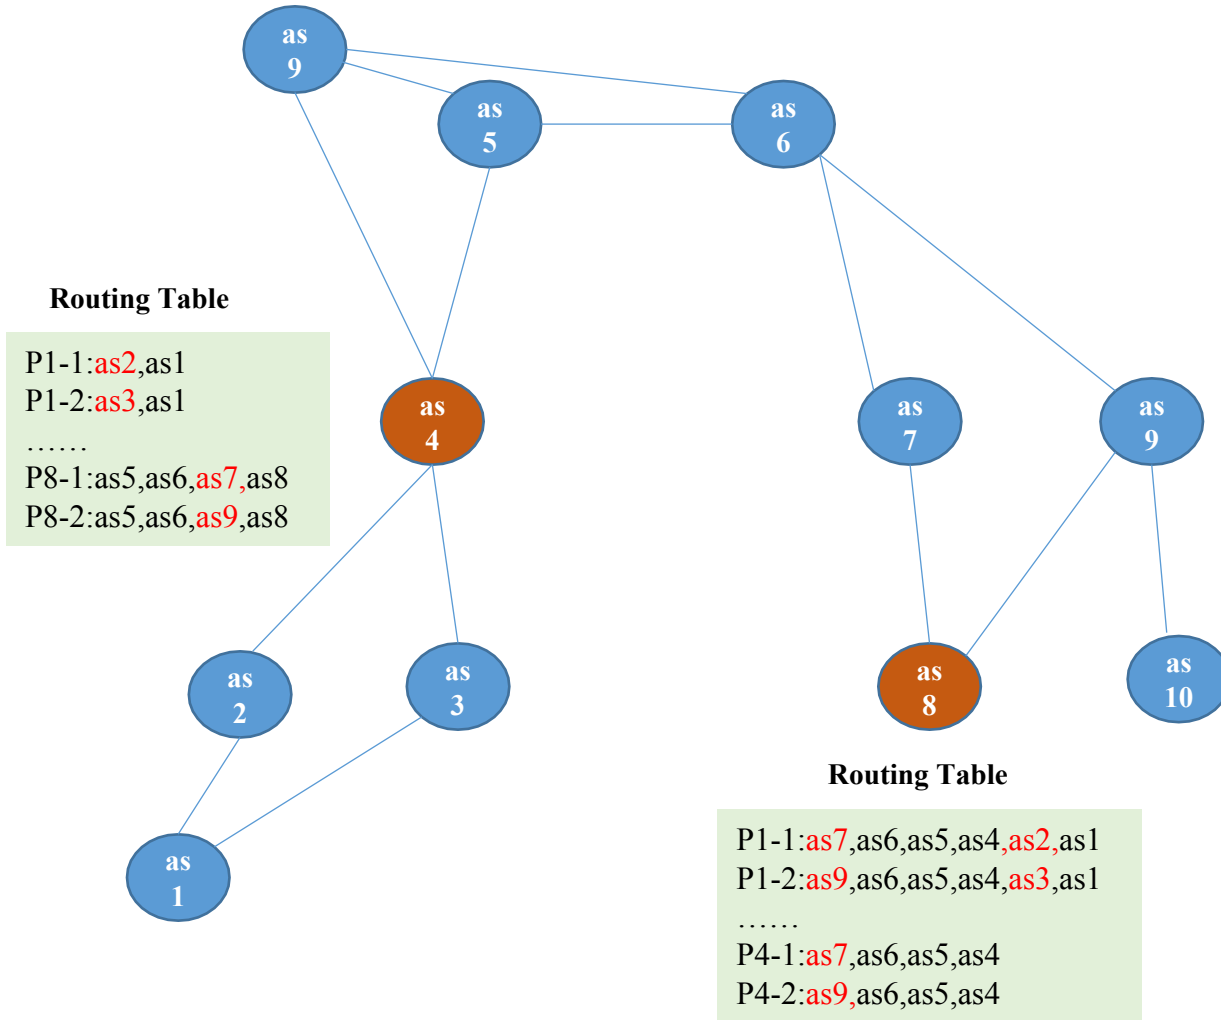 as
9
as
5
as
6
Routing Table
P1-1:as2,as1
P1-2:as3,as1
……
P8-1:as5,as6,as7,as8
P8-2:as5,as6,as9,as8
as
4
as
7
as
9
as
2
as
3
as
8
as
10
as
1
Routing Table
P1-1:as7,as6,as5,as4,as2,as1
P1-2:as9,as6,as5,as4,as3,as1
……
P4-1:as7,as6,as5,as4
P4-2:as9,as6,as5,as4